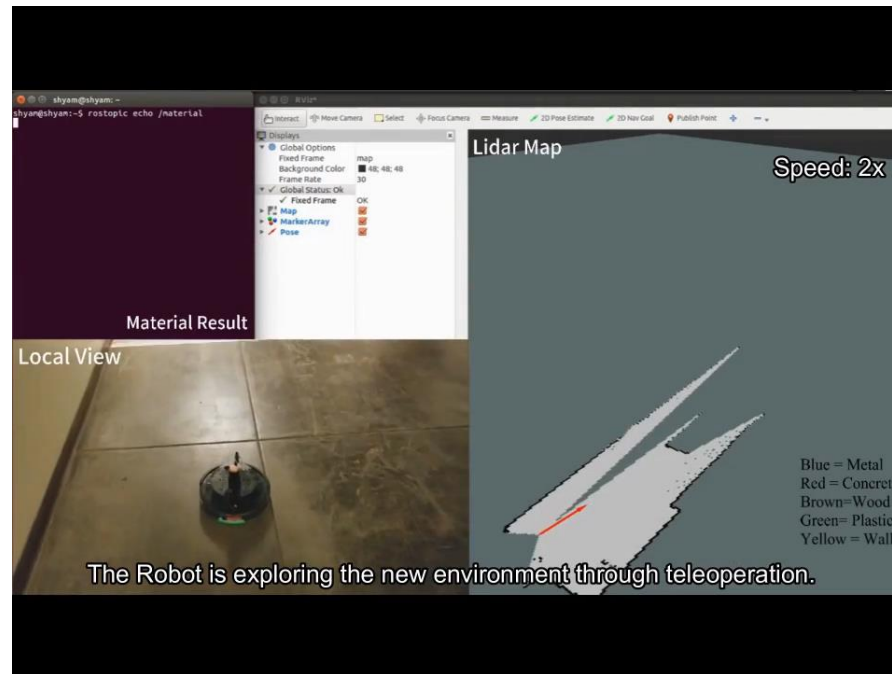 shyam@shyam: ~
shyam@shyam:~$ rostopic echo /material
Material Result
RViz*
Interact Move Camera Select Focus Camera Measure 2D Pose Estimate 2D Nav Goal Publish Point
Displays
Global Options
Fixed Frame map
Background Color 48; 48; 48
Frame Rate 30
Global Status: Ok
Fixed Frame OK
Map
MarkerArray
Pose
Lidar Map
Speed: 2x
Local View
Blue = Metal
Red = Concret
Brown=Wood
Green= Plastic
Yellow = Wall
The Robot is exploring the new environment through teleoperation.